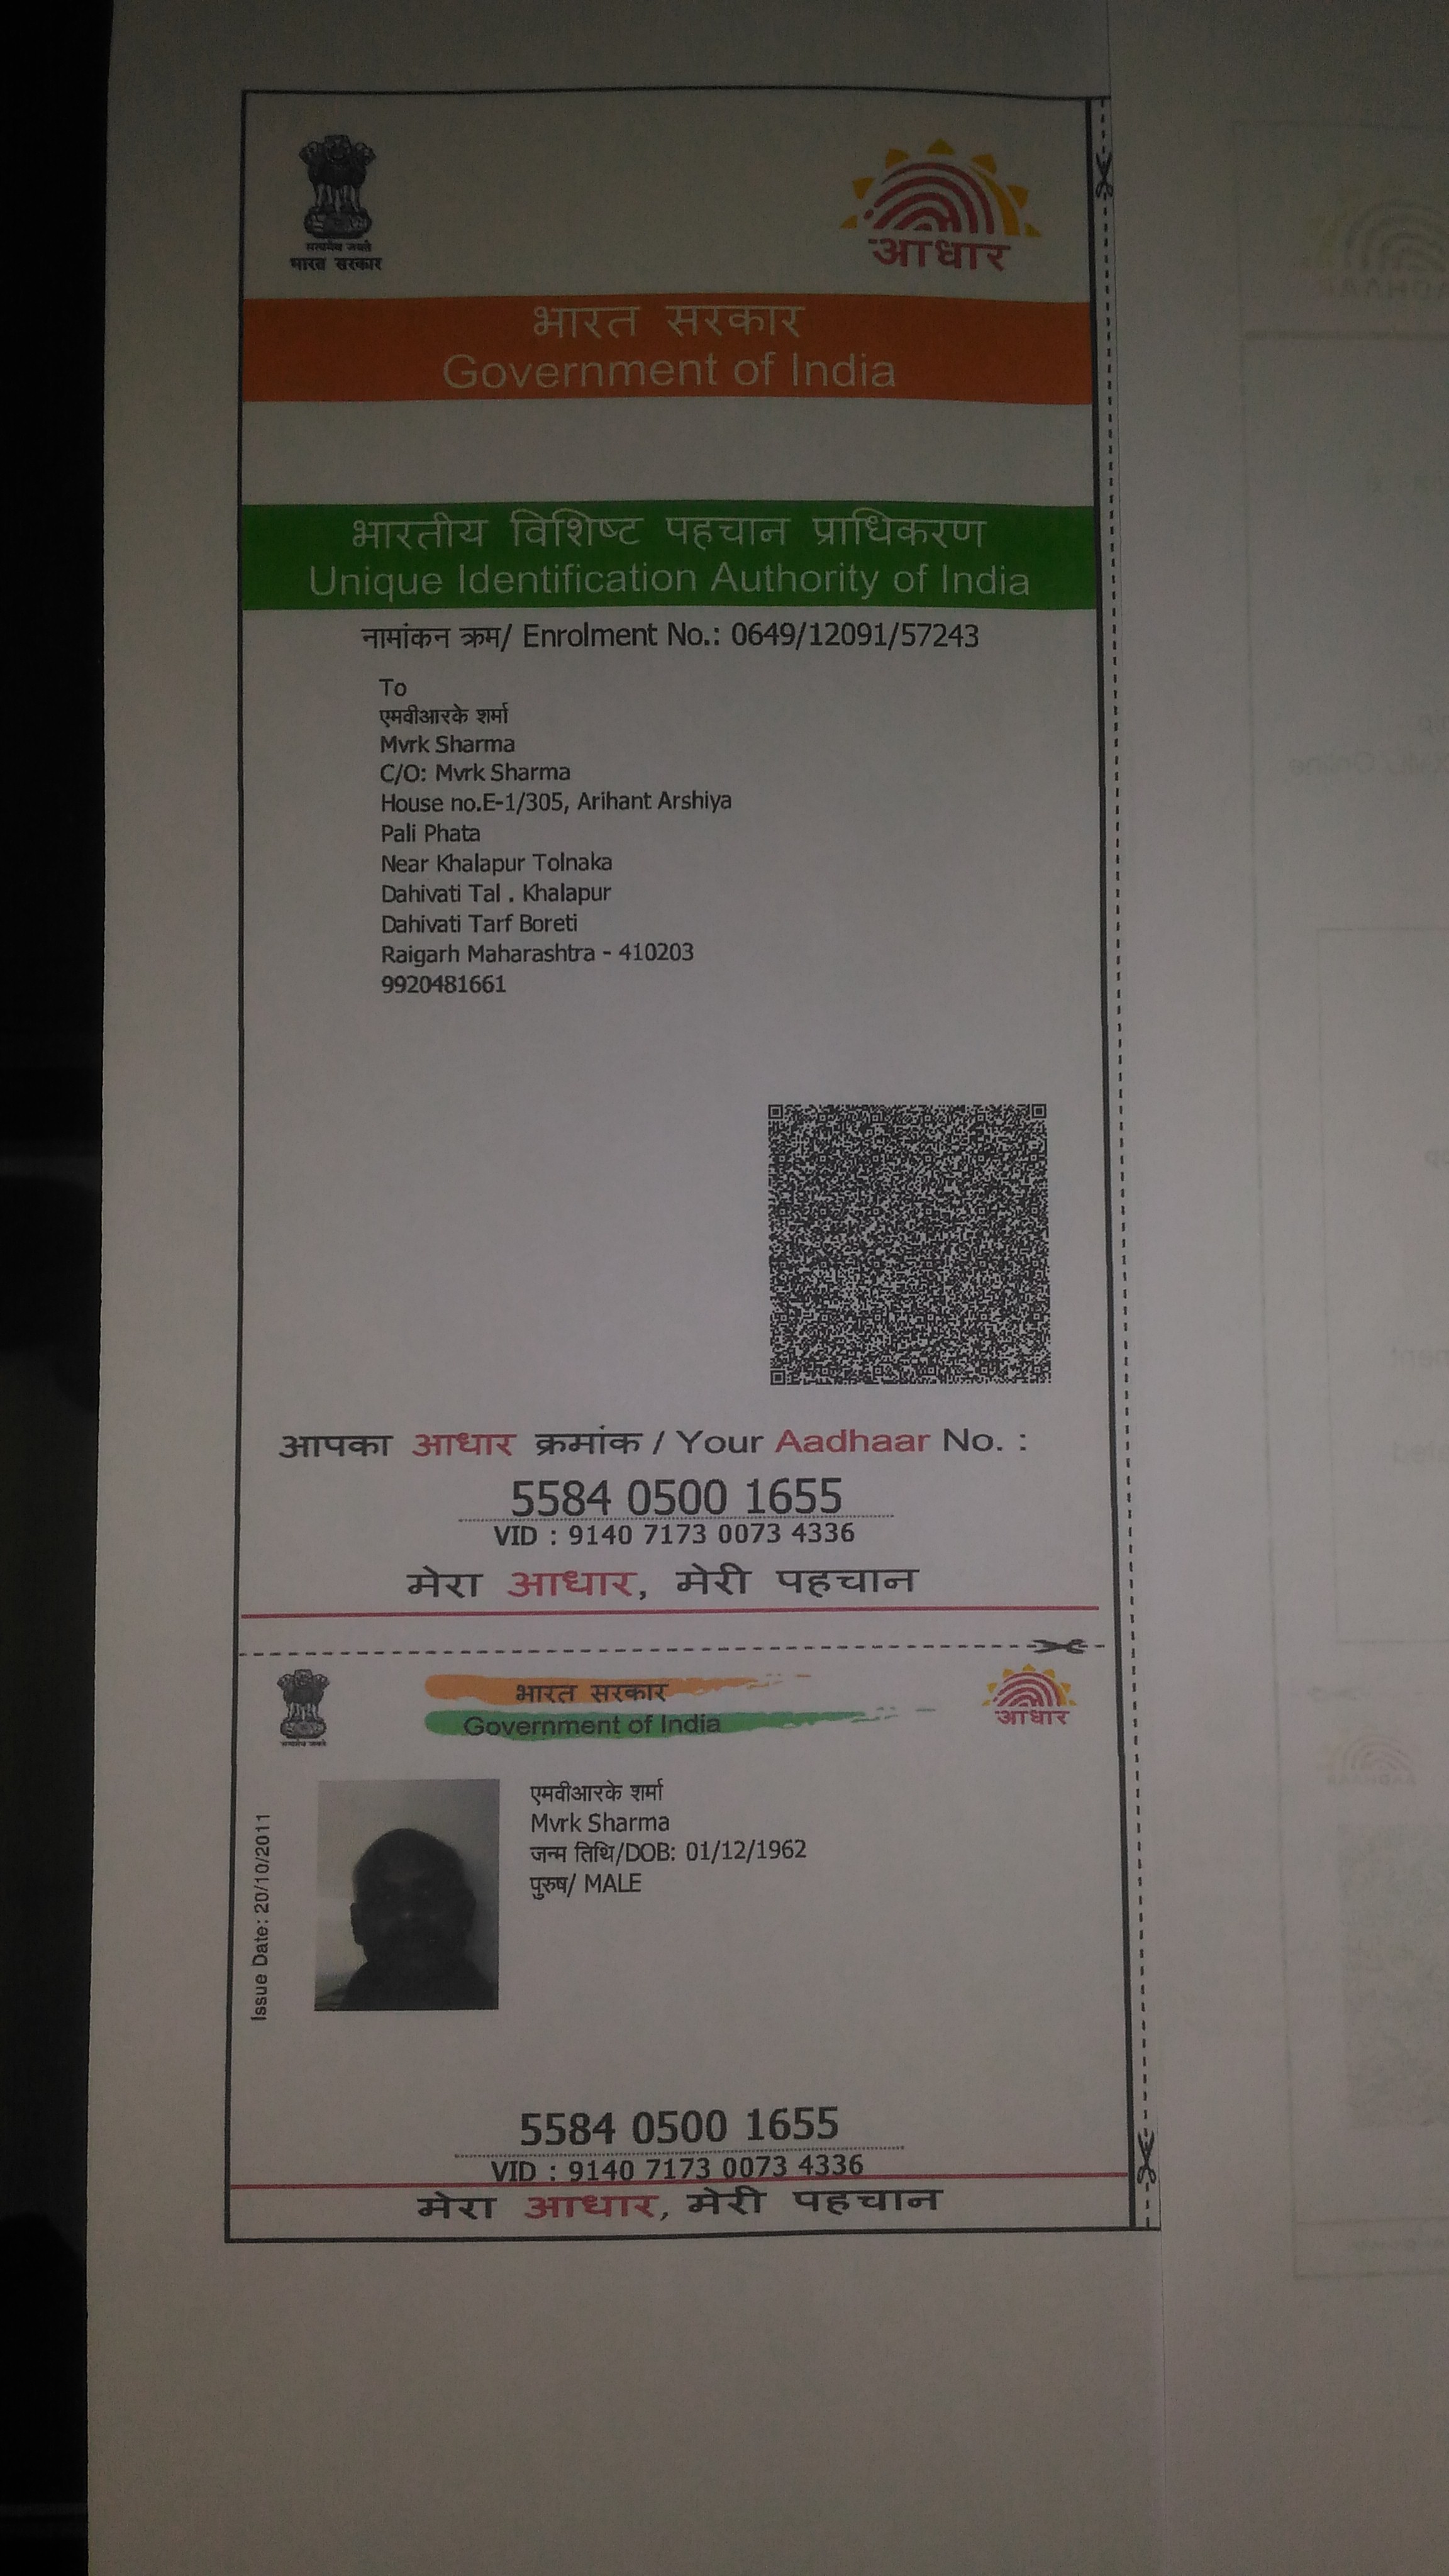 सत्यमेव जयते
भारत सरकार
आधार
भारत सरकार
Government of India
भारतीय विशिष्ट पहचान प्राधिकरण
Unique Identification Authority of India
नामांकन क्रम/ Enrolment No.: 0649/12091/57243
To
एमवीआरके शर्मा
Mvrk Sharma
C/O: Mvrk Sharma
House no.E-1/305, Arihant Arshiya
Pali Phata
Near Khalapur Tolnaka
Dahivati Tal . Khalapur
Dahivati Tarf Boreti
Raigarh Maharashtra - 410203
9920481661
आपका आधार क्रमांक / Your Aadhaar No. :
5584 0500 1655
VID : 9140 7173 0073 4336
मेरा आधार, मेरी पहचान
सत्यमेव जयते
भारत सरकार
Government of India
आधार
Issue Date: 20/10/2011
एमवीआरके शर्मा
Mvrk Sharma
जन्म तिथि/DOB: 01/12/1962
पुरुष/ MALE
5584 0500 1655
VID : 9140 7173 0073 4336
मेरा आधार, मेरी पहचान